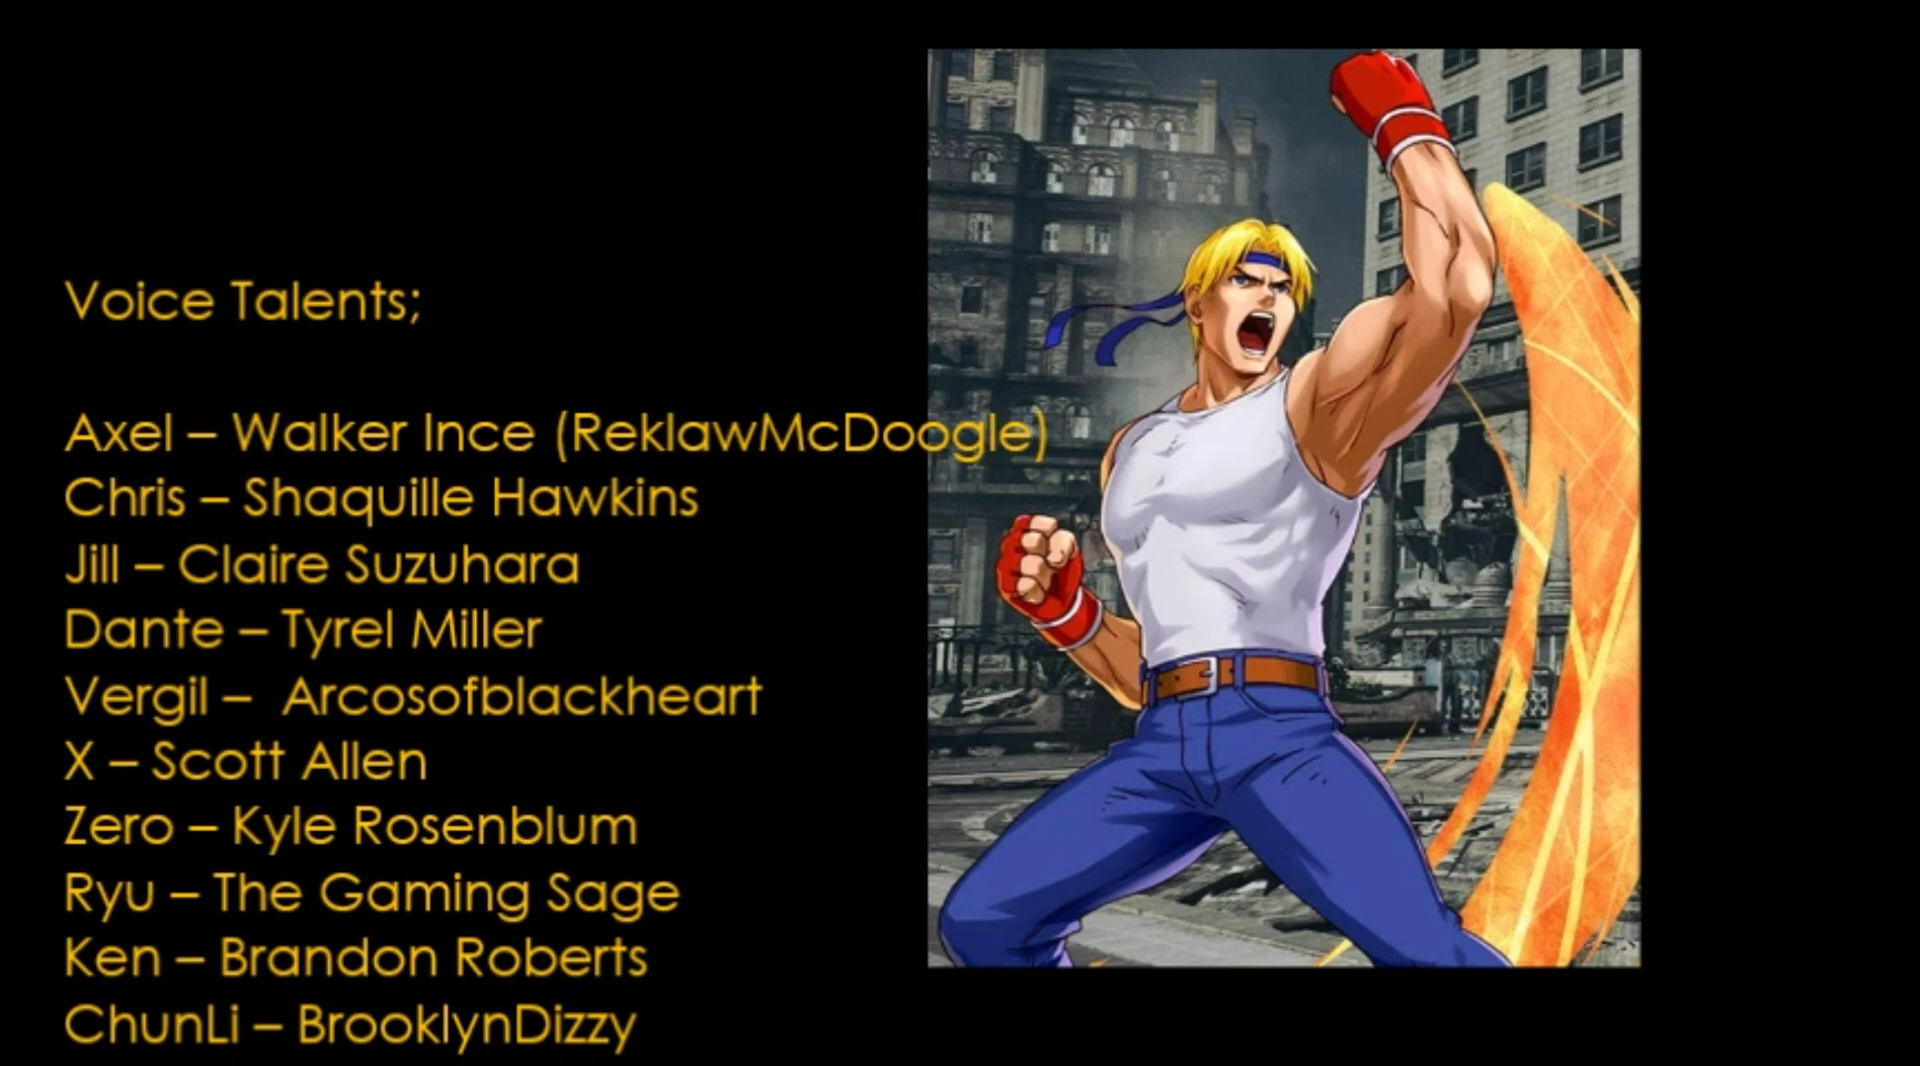 Voice Talents;
Axel – Walker Ince (ReklawMcDoogle)
Chris – Shaquille Hawkins
Jill – Claire Suzuhara
Dante – Tyrel Miller
Vergil –  Arcosofblackheart
X – Scott Allen
Zero – Kyle Rosenblum
Ryu – The Gaming Sage
Ken – Brandon Roberts
ChunLi – BrooklynDizzy